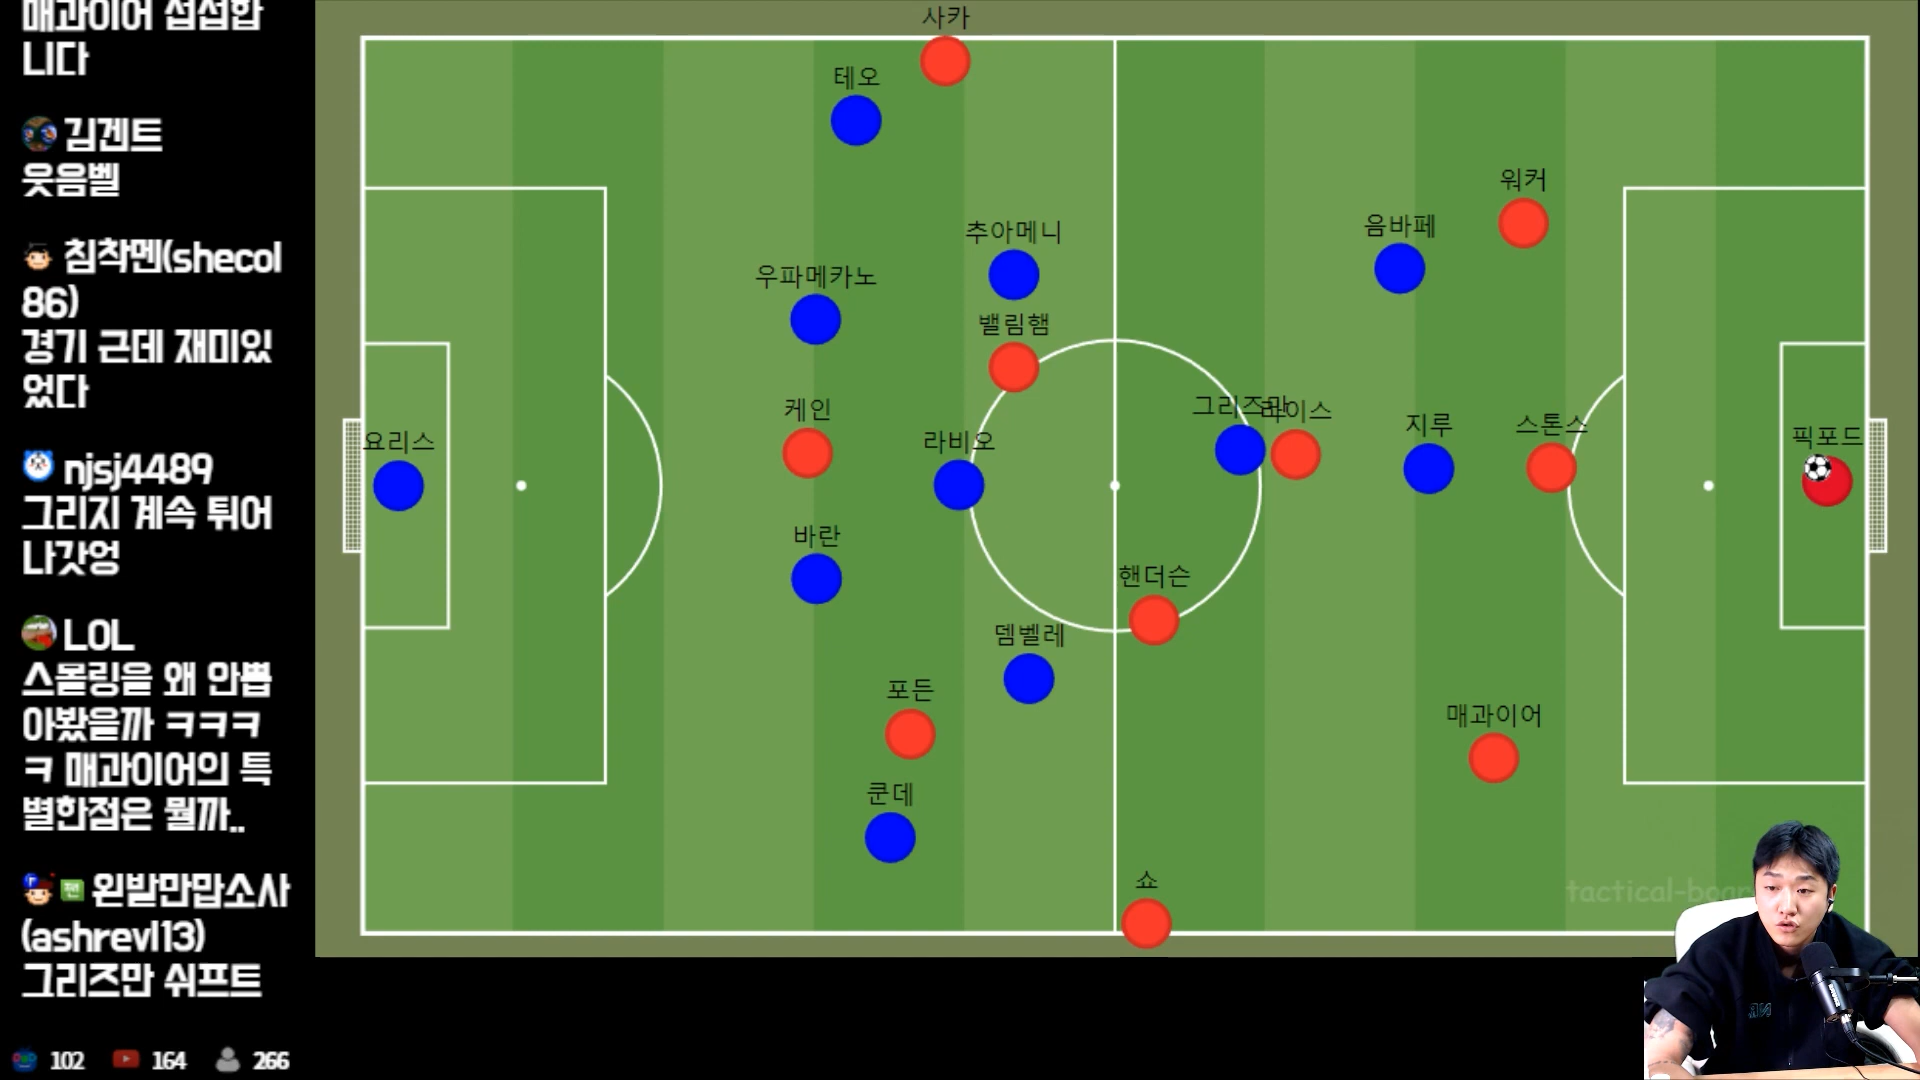 매과이어 섭섭합
니다
김겐트
웃음벨
침착멘(shecol
86)
경기 근데 재미있
었다
njsj4489
그리지 계속 튀어
나갓엉
LOL
스몰링을 왜 안쁩
아봤을까 ㅋㅋㅋ
ㅋ 매과이어의 특
별한점은 뭘까..
왼발만맙소사
(ashrevl13)
그리즈만 쉬프트
102 164 266
사카
테오
워커
추아메니
음바페
우파메카노
밸림햄
케인
그리즈만
라이스
지루
스톤스
픽포드
요리스
라비오
바란
핸더슨
뎀벨레
포든
매과이어
쿤데
쇼